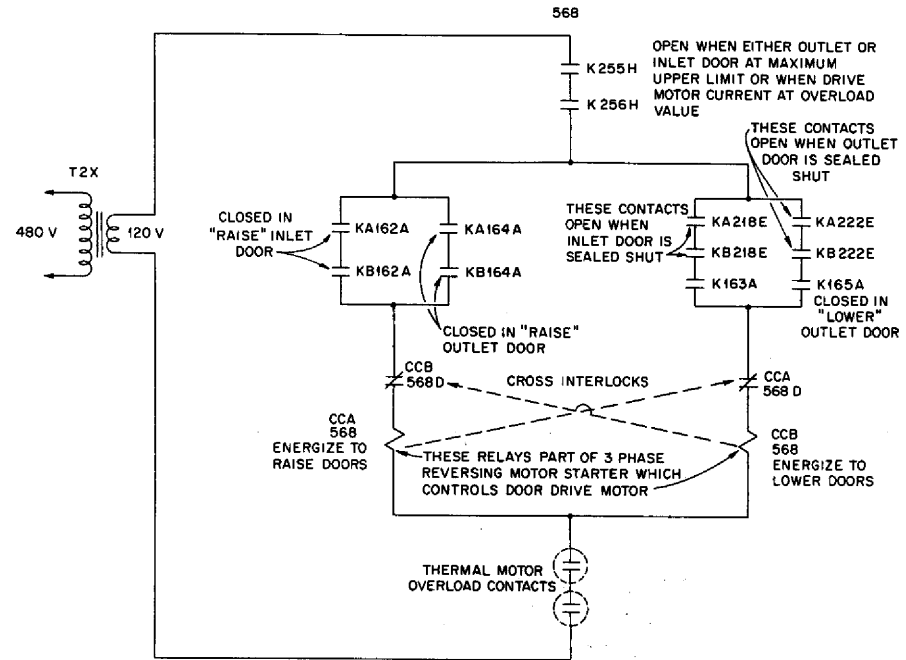 568
K255H
K256H
OPEN WHEN EITHER OUTLET OR
INLET DOOR AT MAXIMUM
UPPER LIMIT OR WHEN DRIVE
MOTOR CURRENT AT OVERLOAD
VALUE
THESE CONTACTS
OPEN WHEN OUTLET
DOOR IS SEALED
SHUT
T2X
480 V
120 V
CLOSED IN
"RAISE" INLET
DOOR
KA162A
KB162A
KA164A
KB164A
CLOSED IN "RAISE"
OUTLET DOOR
THESE CONTACTS
OPEN WHEN
INLET DOOR IS
SEALED SHUT
KA218E
KB218E
K163A
KA222E
KB222E
K165A
CLOSED IN
"LOWER"
OUTLET DOOR
CCB
568 D
CROSS INTERLOCKS
CCA
568 D
CCA
568
ENERGIZE TO
RAISE DOORS
THESE RELAYS PART OF 3 PHASE
REVERSING MOTOR STARTER WHICH
CONTROLS DOOR DRIVE MOTOR
CCB
568
ENERGIZE TO
LOWER DOORS
THERMAL MOTOR
OVERLOAD CONTACTS